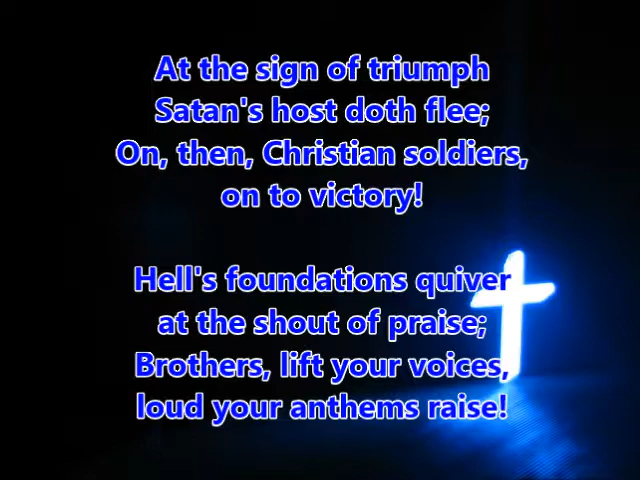 At the sign of triumph
Satan's host doth flee;
On, then, Christian soldiers,
on to victory!
Hell's foundations quiver
at the shout of praise;
Brothers, lift your voices,
loud your anthems raise!